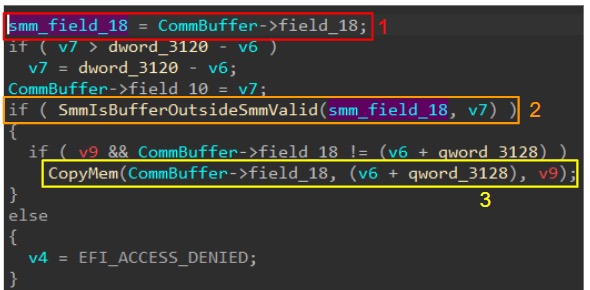 smm_field_18 = CommBuffer->field_18; 1
if ( v7 > dword_3120 - v6 )
v7 = dword_3120 - v6;
CommBuffer->field_10 = v7;
if ( SmmIsBufferOutsideSmmValid(smm_field_18, v7) ) 2
{
if ( v9 && CommBuffer->field_18 != (v6 + qword_3128) )
CopyMem(CommBuffer->field_18, (v6 + qword_3128), v9);
3
}
else
{
v4 = EFI_ACCESS_DENIED;
}